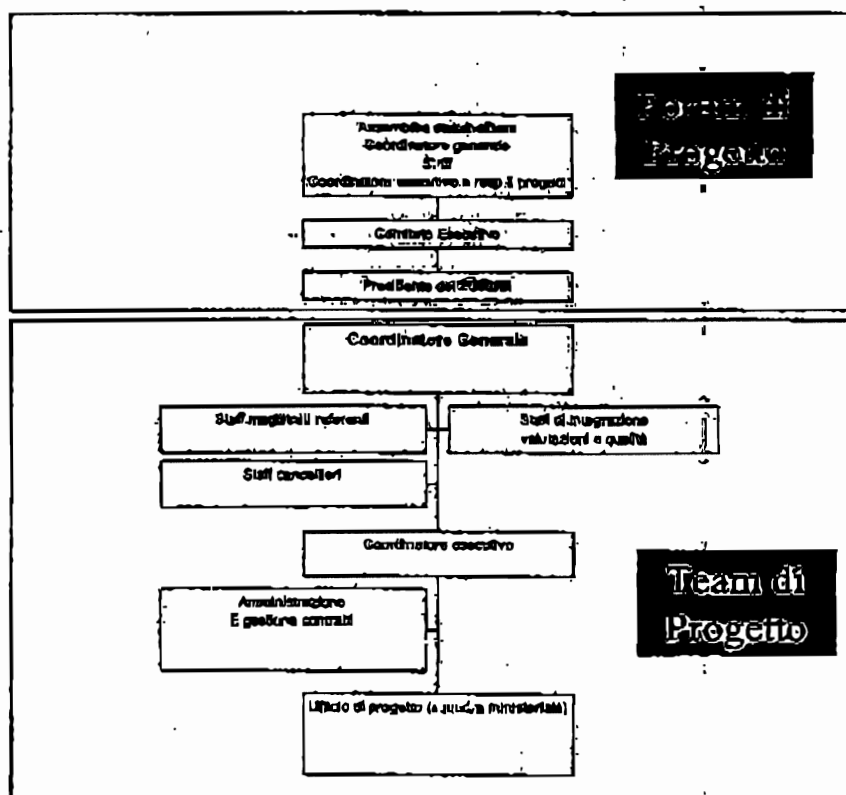 Forum di
Progetto
Assemblea stakeholders
Coordinatore generale
Staff
Coordinatore esecutivo e resp.li progetti
Comitato Esecutivo
Presidente del
Coordinatore Generale
Staff magistrati referenti
Staff di integrazione
valutazioni e qualità
Staff cancellieri
Coordinatore esecutivo
Amministrazione
E gestione contratti
Team di
Progetto
Ufficio di progetto (a ministeriale)